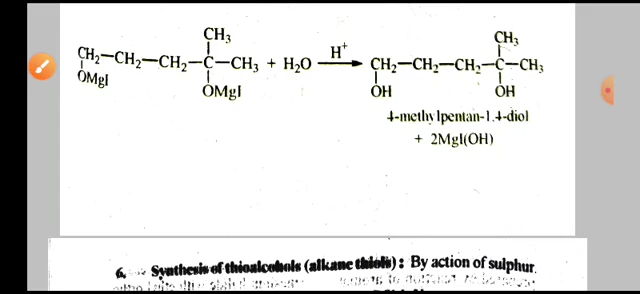 CH₃ CH₃
CH₂—CH₂—CH₂—C—CH₃ + H₂O H⁺ → CH₂—CH₂—CH₂—C—CH₃
OMgI OMgI OH OH
4-methylpentan-1,4-diol
+ 2MgI(OH)
6. Synthesis of thioalcohols (alkane thiols) : By action of sulphur